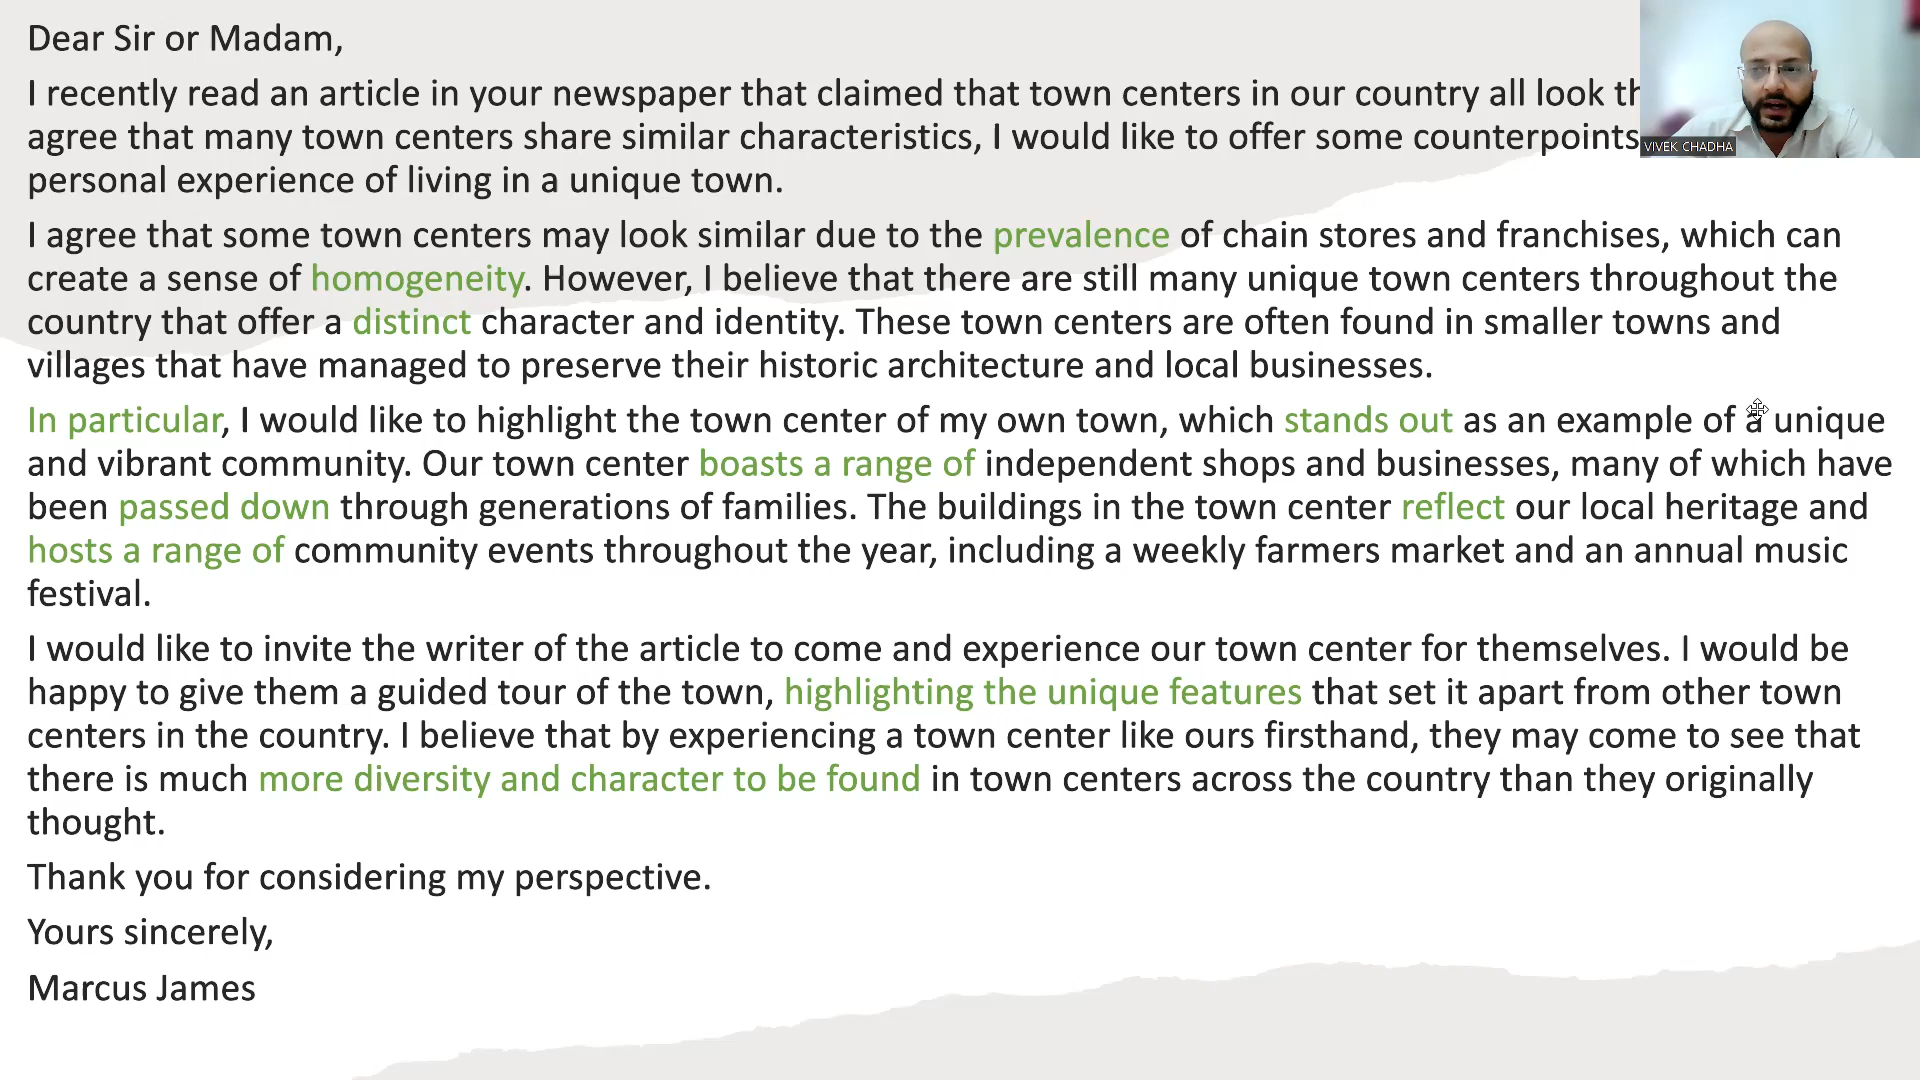 Dear Sir or Madam,
I recently read an article in your newspaper that claimed that town centers in our country all look
agree that many town centers share similar characteristics, I would like to offer some counterpoints
VIVEK CHADHA
personal experience of living in a unique town.
I agree that some town centers may look similar due to the prevalence of chain stores and franchises, which can
create a sense of homogeneity. However, I believe that there are still many unique town centers throughout the
country that offer a distinct character and identity. These town centers are often found in smaller towns and
villages that have managed to preserve their historic architecture and local businesses.
In particular, I would like to highlight the town center of my own town, which stands out as an example of a unique
and vibrant community. Our town center boasts a range of independent shops and businesses, many of which have
been passed down through generations of families. The buildings in the town center reflect our local heritage and
hosts a range of community events throughout the year, including a weekly farmers market and an annual music
festival.
I would like to invite the writer of the article to come and experience our town center for themselves. I would be
happy to give them a guided tour of the town, highlighting the unique features that set it apart from other town
centers in the country. I believe that by experiencing a town center like ours firsthand, they may come to see that
there is much more diversity and character to be found in town centers across the country than they originally
thought.
Thank you for considering my perspective.
Yours sincerely,
Marcus James